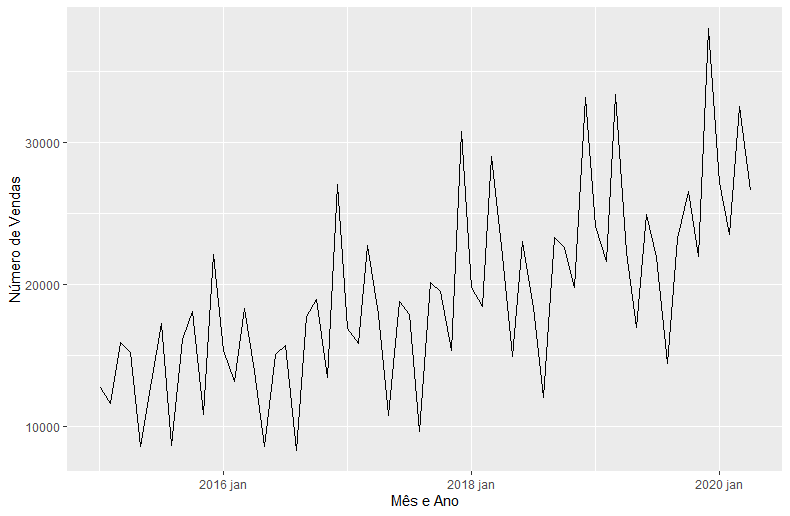 Número de Vendas
30000
20000
10000
2016 jan
2018 jan
2020 jan
Mês e Ano